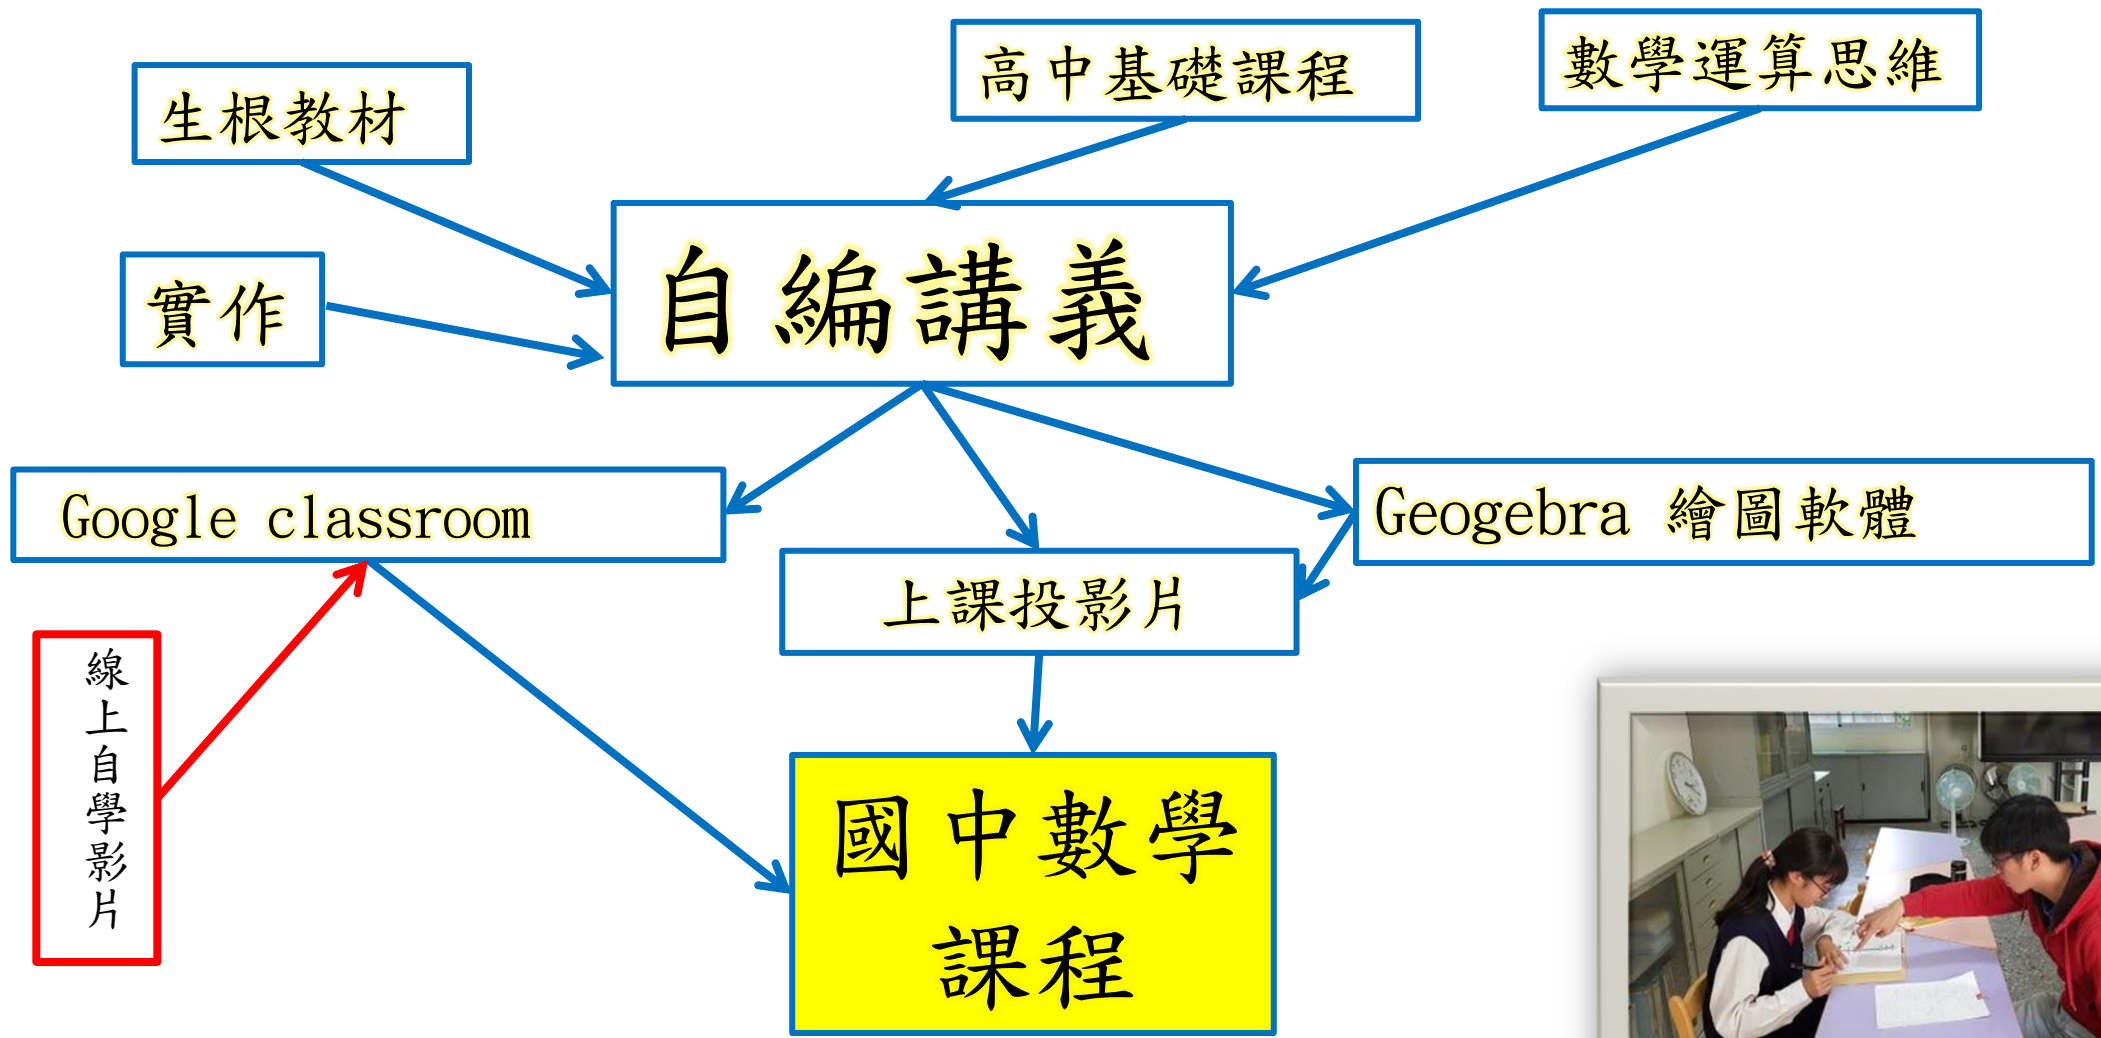 生根教材
高中基礎課程
數學運算思維
實作
自編講義
Google classroom
Geogebra 繪圖軟體
上課投影片
線上自學影片
國中數學
課程